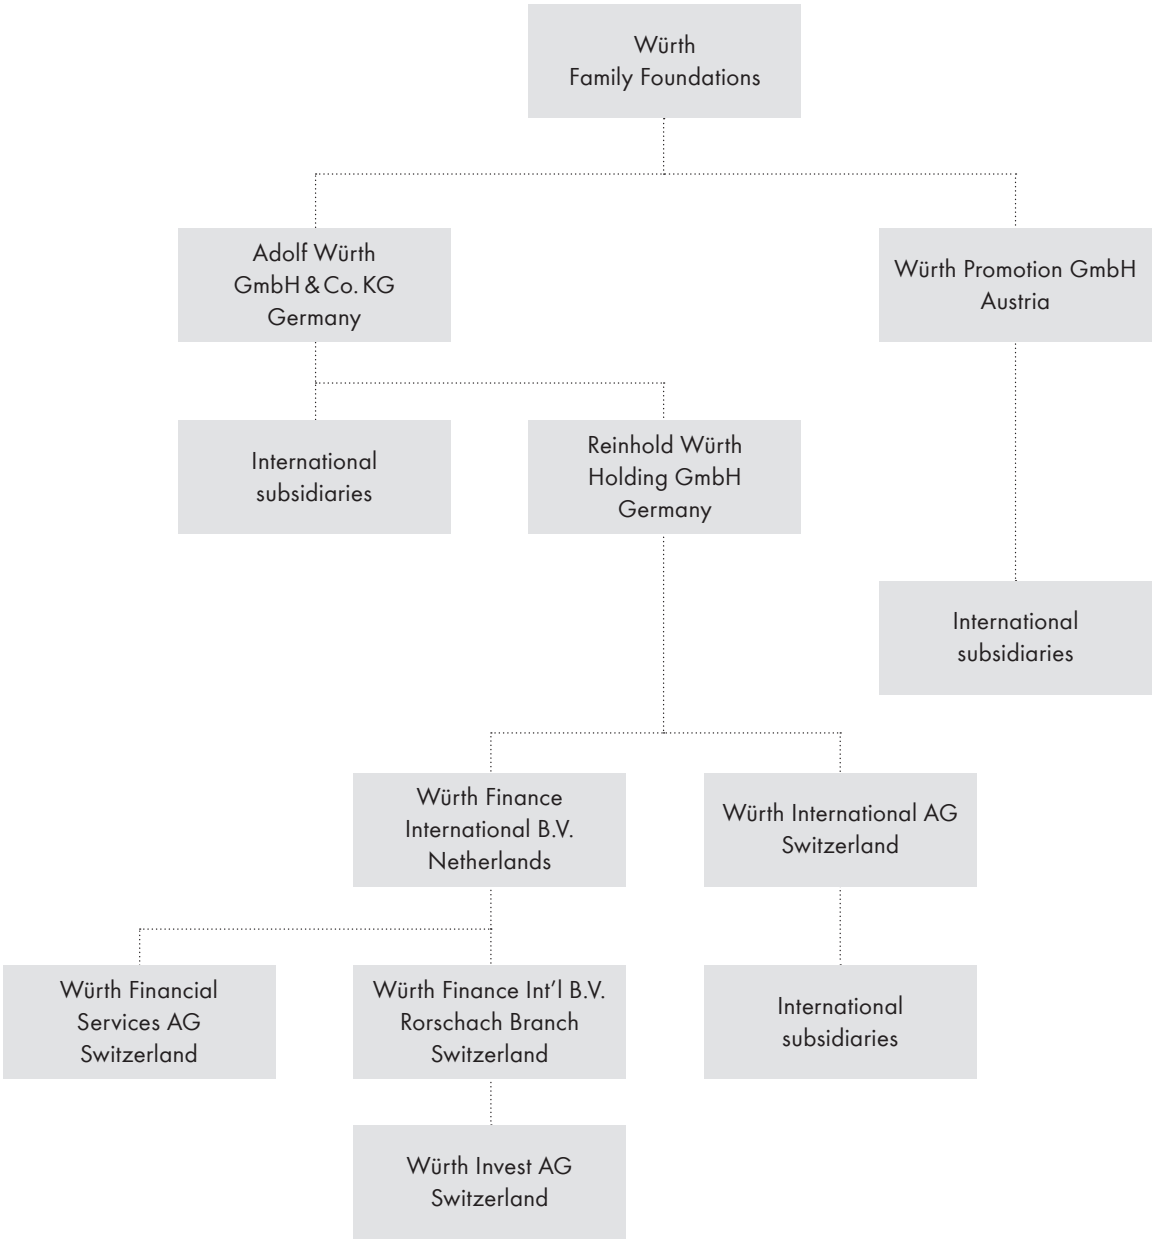 Würth
Family Foundations
Adolf Würth
GmbH & Co. KG
Germany
Würth Promotion GmbH
Austria
International
subsidiaries
Reinhold Würth
Holding GmbH
Germany
International
subsidiaries
Würth Finance
International B.V.
Netherlands
Würth International AG
Switzerland
Würth Financial
Services AG
Switzerland
Würth Finance Int’l B.V.
Rorschach Branch
Switzerland
International
subsidiaries
Würth Invest AG
Switzerland